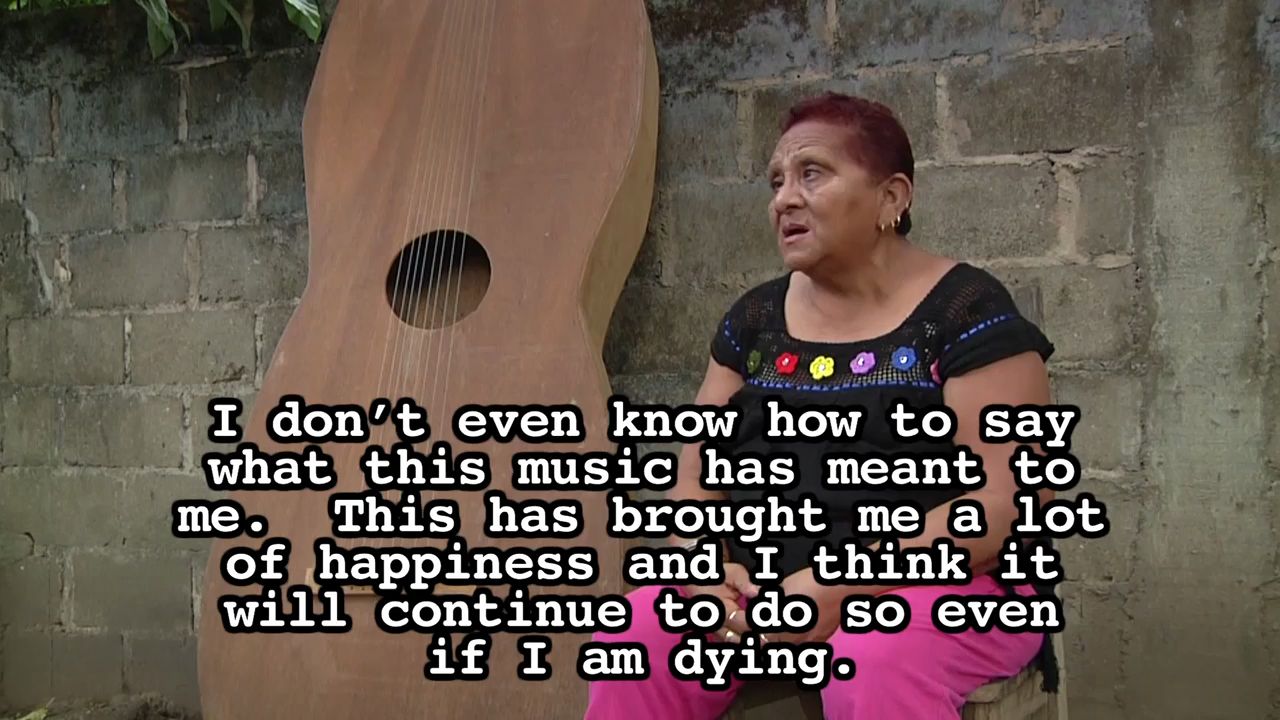 I don't even know how to say
what this music has meant to
me.  This has brought me a lot
of happiness and I think it
will continue to do so even
if I am dying.